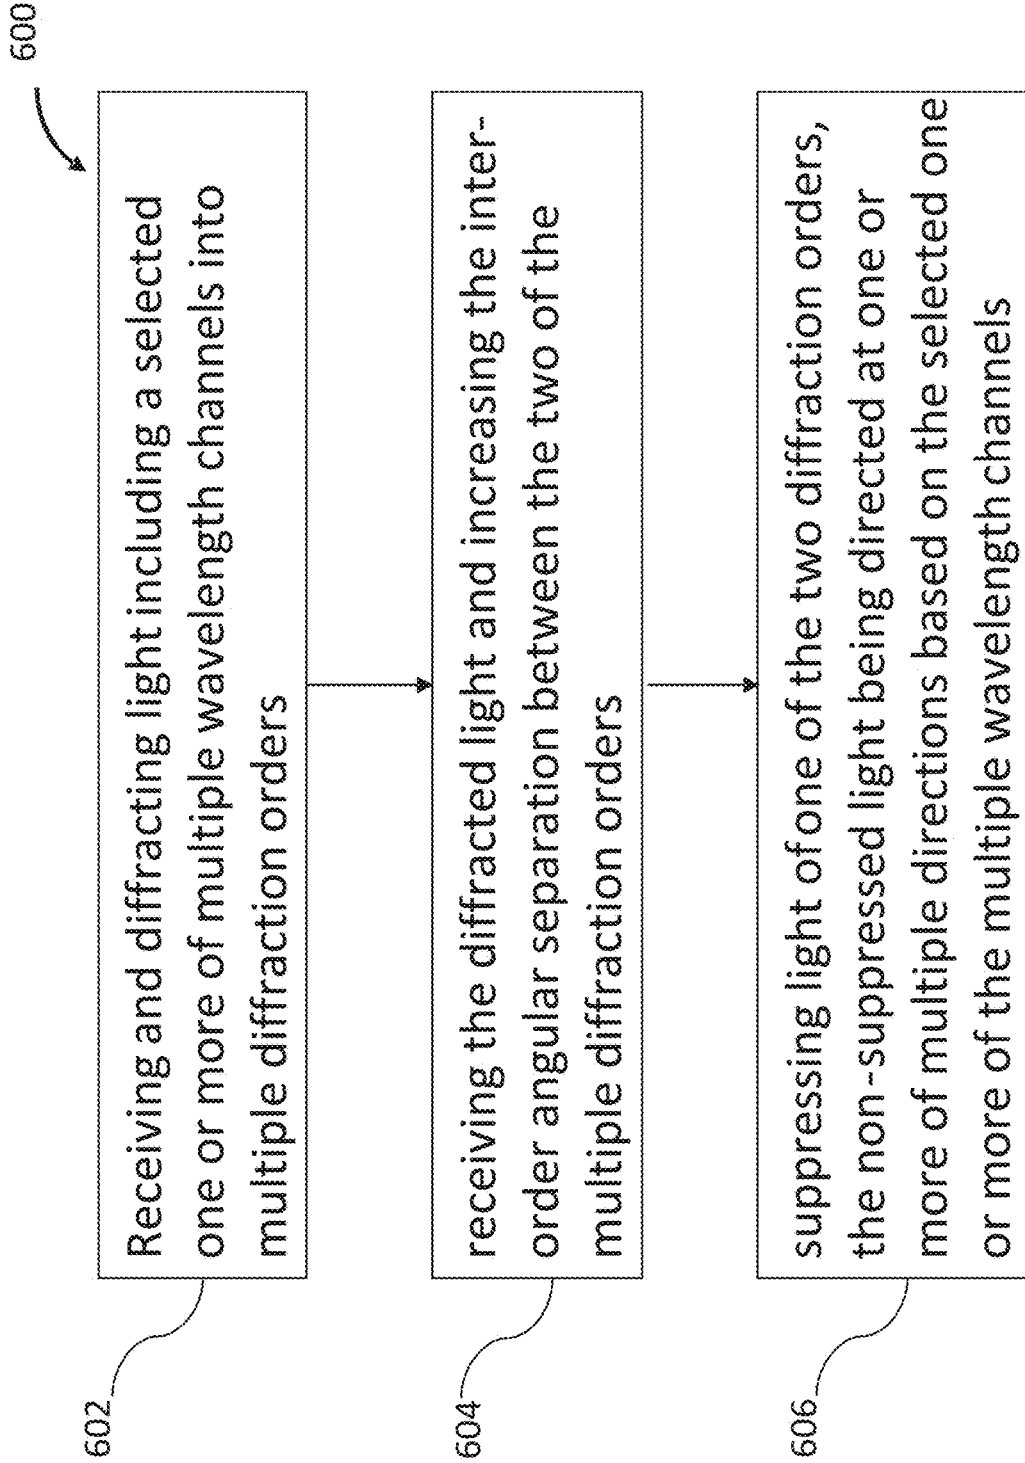 600
602
Receiving and diffracting light including a selected
one or more of multiple wavelength channels into
multiple diffraction orders
604
receiving the diffracted light and increasing the inter-
order angular separation between the two of the
multiple diffraction orders
606
suppressing light of one of the two diffraction orders,
the non-suppressed light being directed at one or
more of multiple directions based on the selected one
or more of the multiple wavelength channels